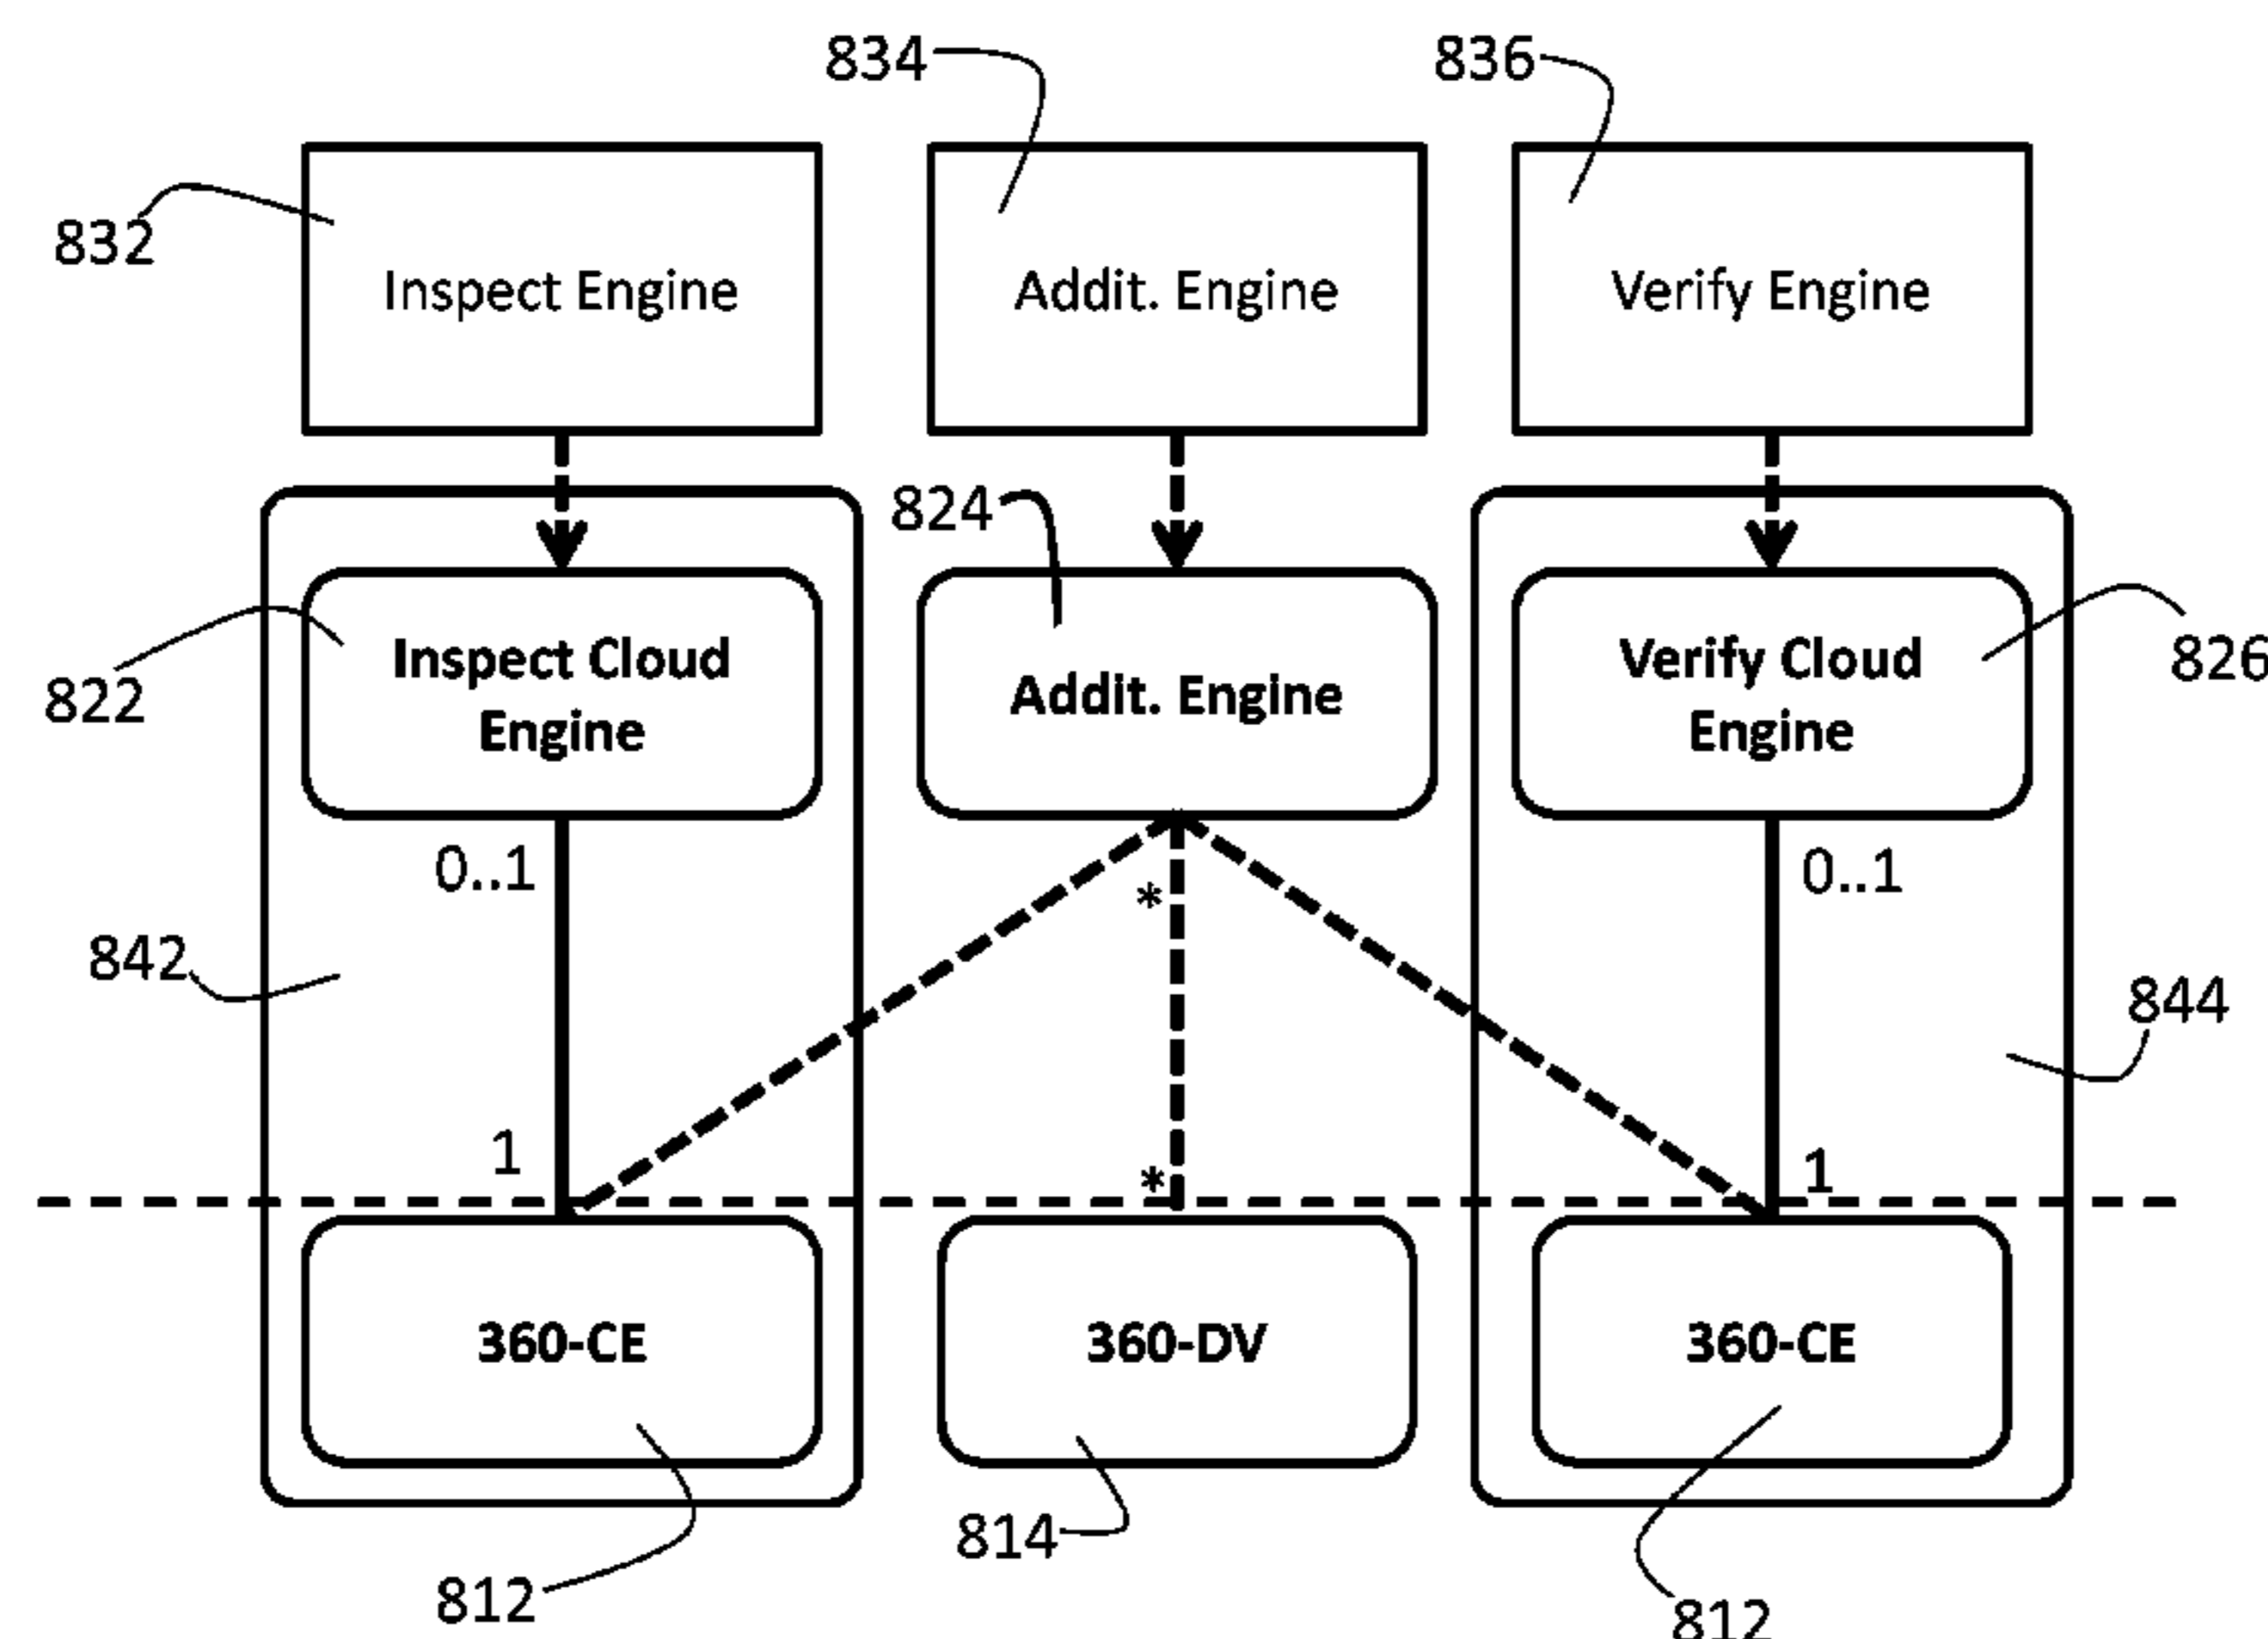 834
836
832
Inspect Engine
Addit. Engine
Verify Engine
824
822
Inspect Cloud
Engine
Addit. Engine
Verify Cloud
Engine
826
0..1
*
0..1
842
844
1
*
1
360-CE
360-DV
360-CE
814
812
812